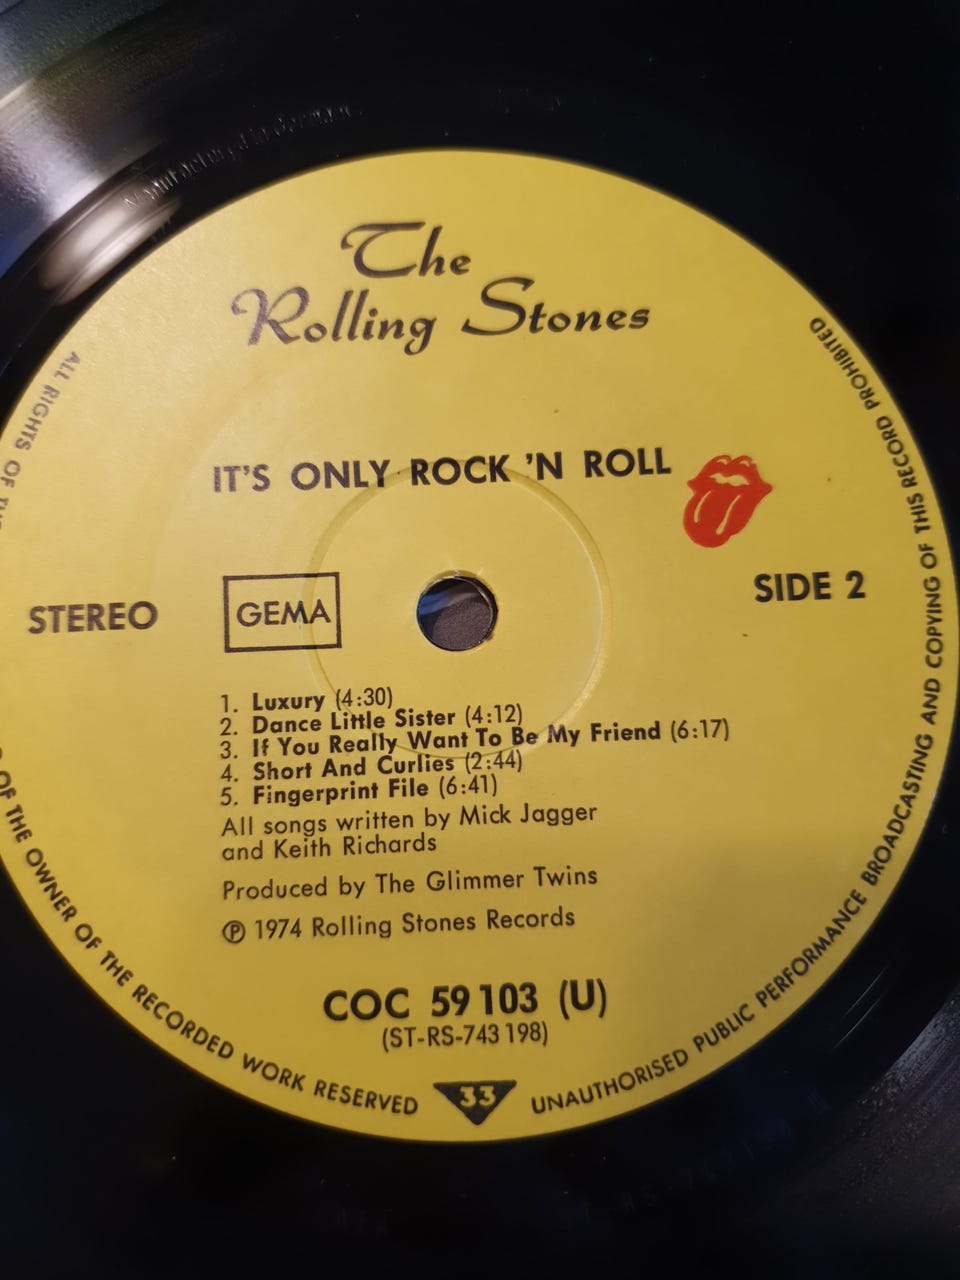 Manufactured in Germany
The
Rolling Stones
IT'S ONLY ROCK 'N ROLL
STEREO
GEMA
SIDE 2
1. Luxury (4:30)
2. Dance Little Sister (4:12)
3. If You Really Want To Be My Friend (6:17)
4. Short And Curlies (2:44)
5. Fingerprint File (6:41)
All songs written by Mick Jagger
and Keith Richards
Produced by The Glimmer Twins
Ⓟ 1974 Rolling Stones Records
COC 59 103 (U)
(ST-RS-743 198)
33
ALL RIGHTS OF
OF THE OWNER OF THE RECORDED WORK RESERVED
UNAUTHORISED PUBLIC PERFORMANCE BROADCASTING AND COPYING OF THIS RECORD PROHIBITED